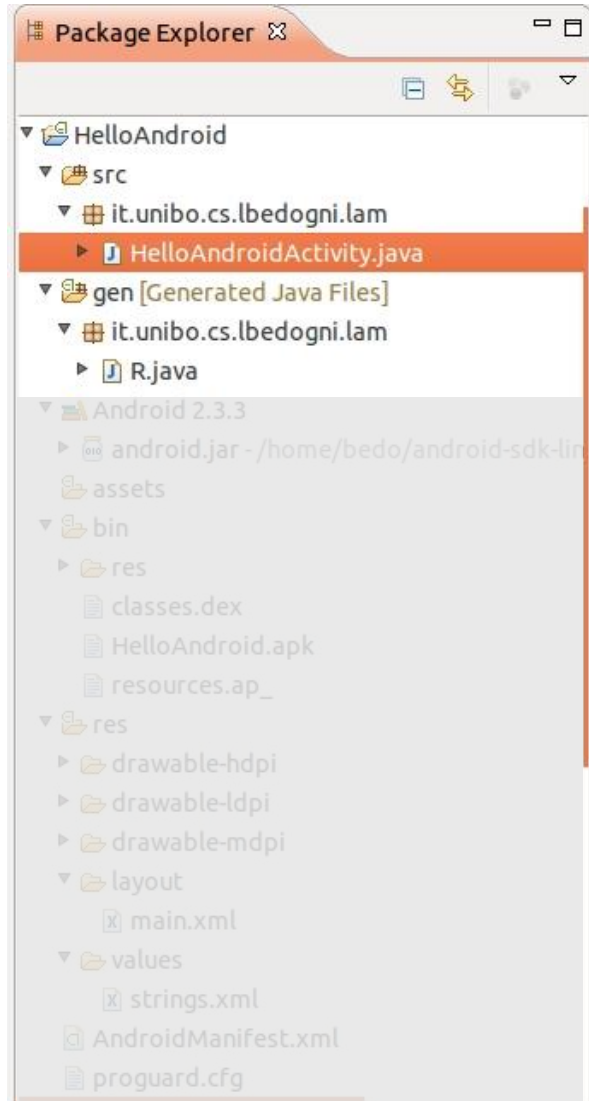 Package Explorer
HelloAndroid
src
it.unibo.cs.lbedogni.lam
HelloAndroidActivity.java
gen [Generated Java Files]
it.unibo.cs.lbedogni.lam
R.java
Android 2.3.3
android.jar - /home/bedo/android-sdk-lin
assets
bin
res
classes.dex
HelloAndroid.apk
resources.ap_
res
drawable-hdpi
drawable-ldpi
drawable-mdpi
layout
main.xml
values
strings.xml
AndroidManifest.xml
proguard.cfg